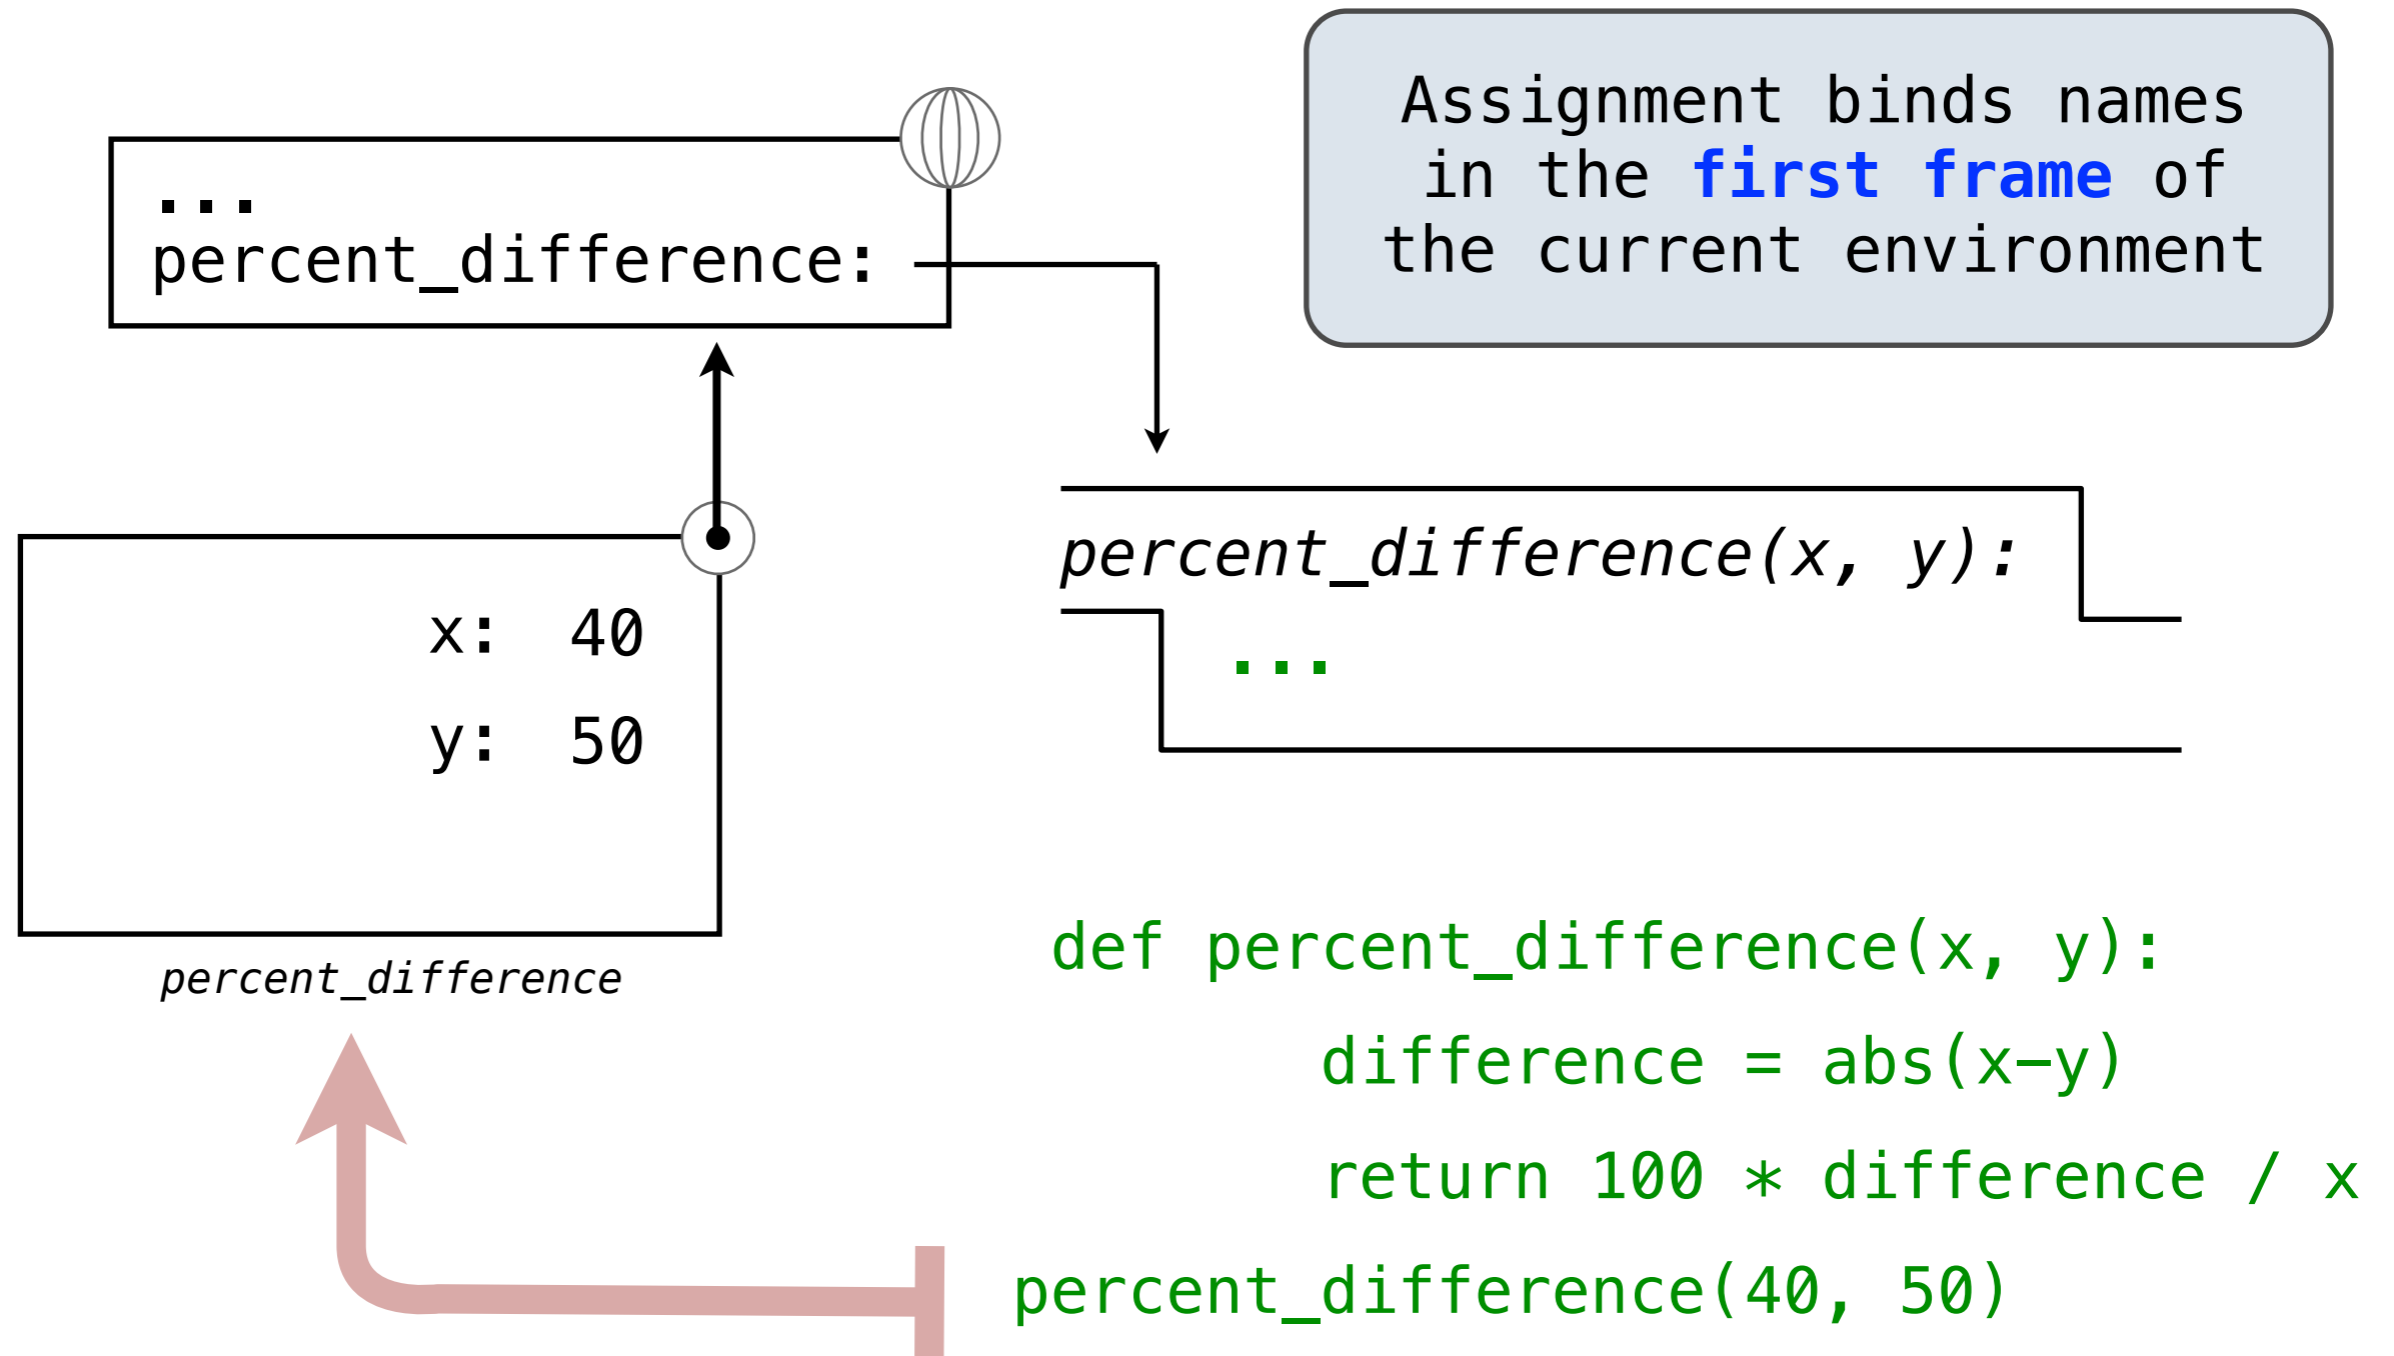 Assignment binds names
in the first frame of
the current environment
...
percent_difference:
percent_difference(x, y):
...
x: 40
y: 50
percent_difference
def percent_difference(x, y):
difference = abs(x-y)
return 100 * difference / x
percent_difference(40, 50)